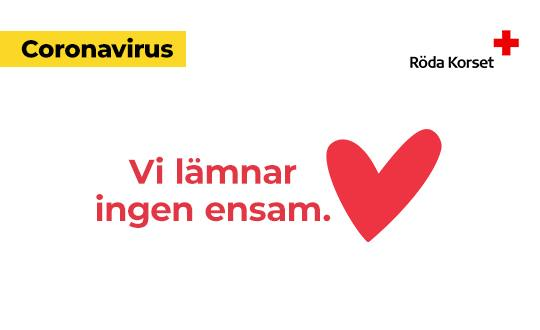 Coronavirus
Röda Korset
Vi lämnar
ingen ensam.